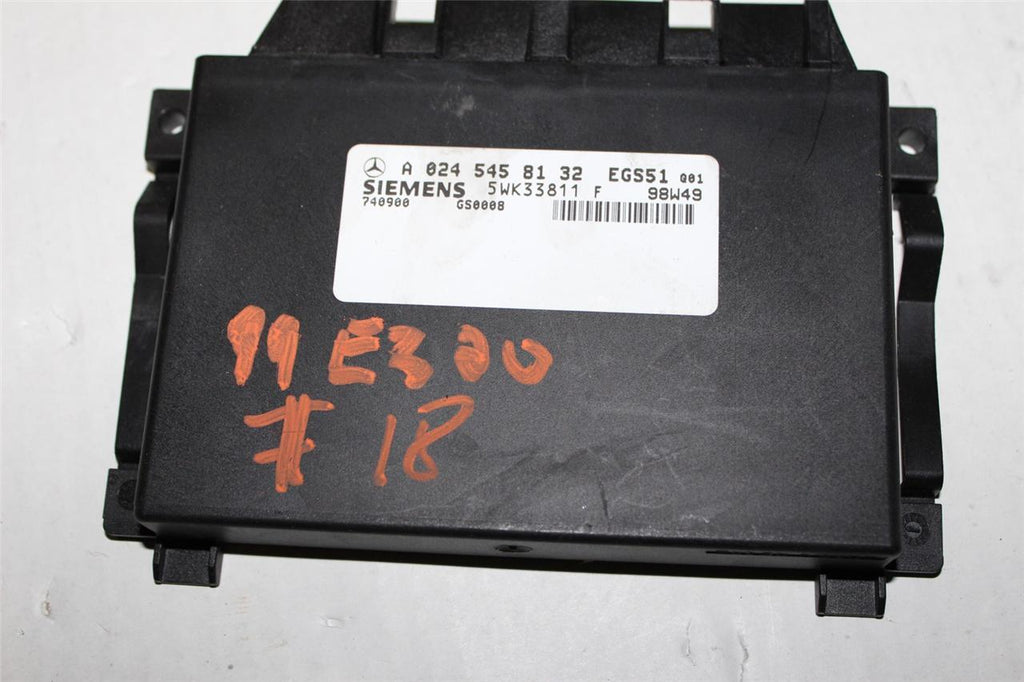 A 024 545 81 32 EGS51 Q01
SIEMENS 5WK33811 F 98W49
740900 GS0008
99 E320
# 18